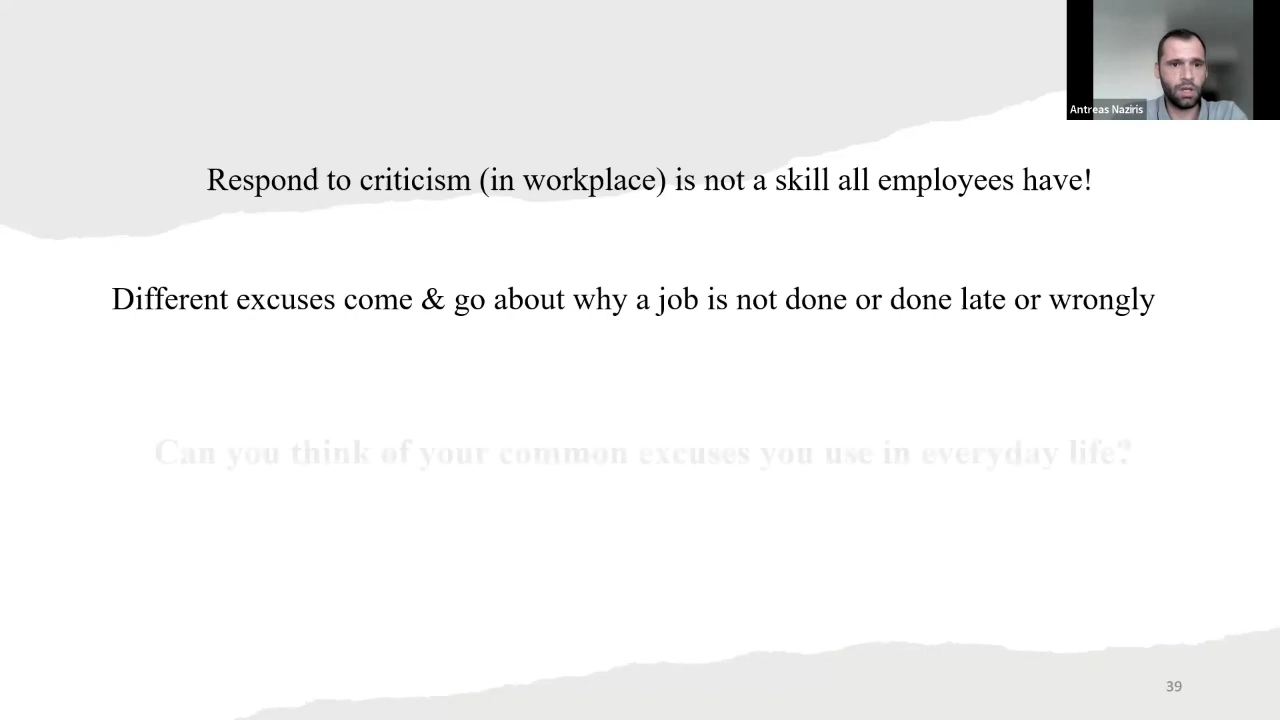 Antreas Naziris
Respond to criticism (in workplace) is not a skill all employees have!
Different excuses come & go about why a job is not done or done late or wrongly
Can you think of your common excuses you use in everyday life?
39